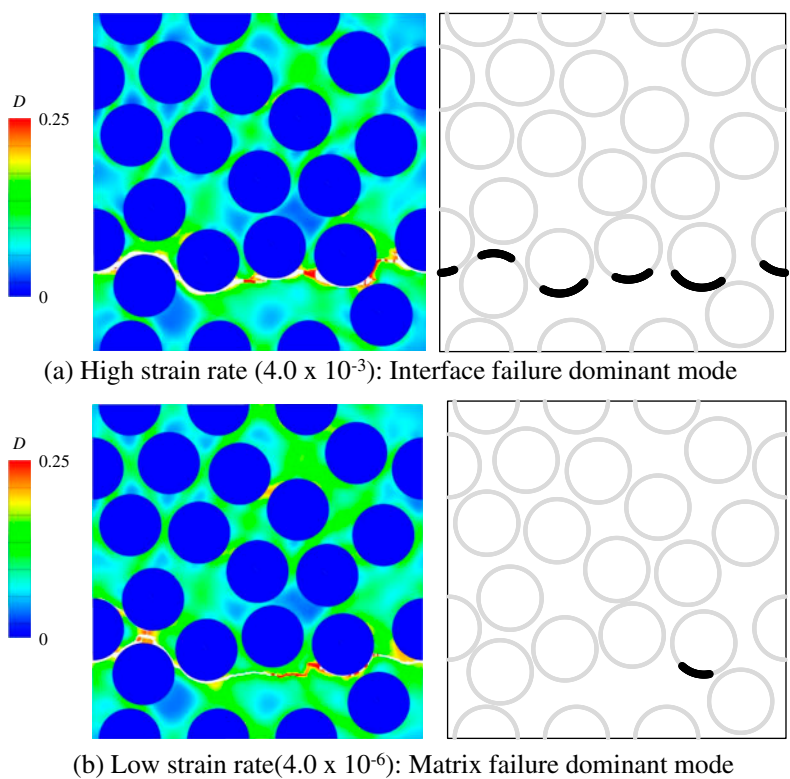 D
0.25
0
(a) High strain rate (4.0 x 10⁻³): Interface failure dominant mode
D
0.25
0
(b) Low strain rate(4.0 x 10⁻⁶): Matrix failure dominant mode